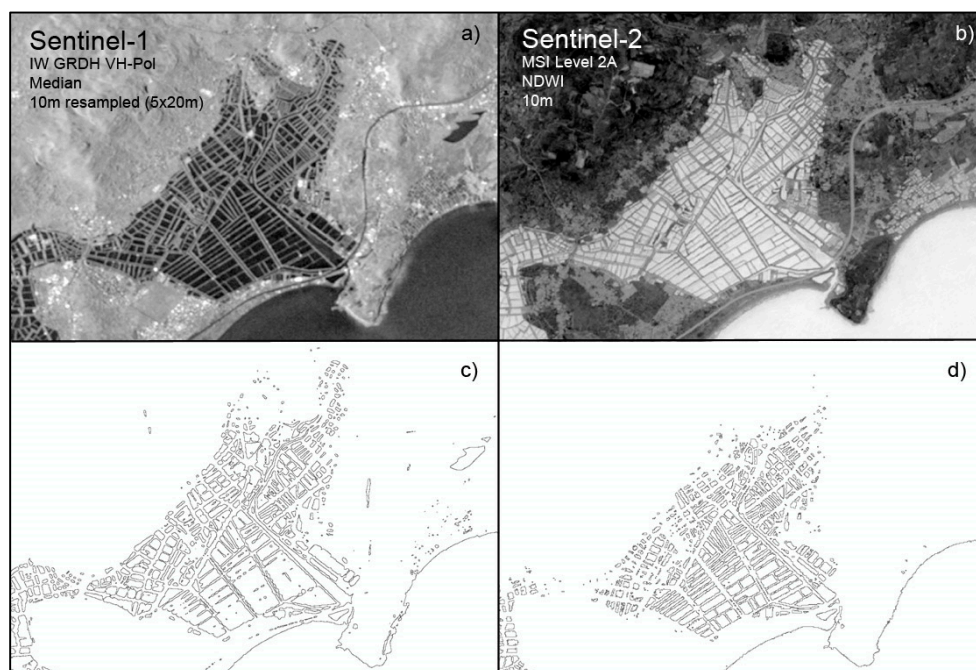 Sentinel-1
IW GRDH VH-Pol
Median
10m resampled (5x20m)
a)
Sentinel-2
MSI Level 2A
NDWI
10m
b)
c)
d)